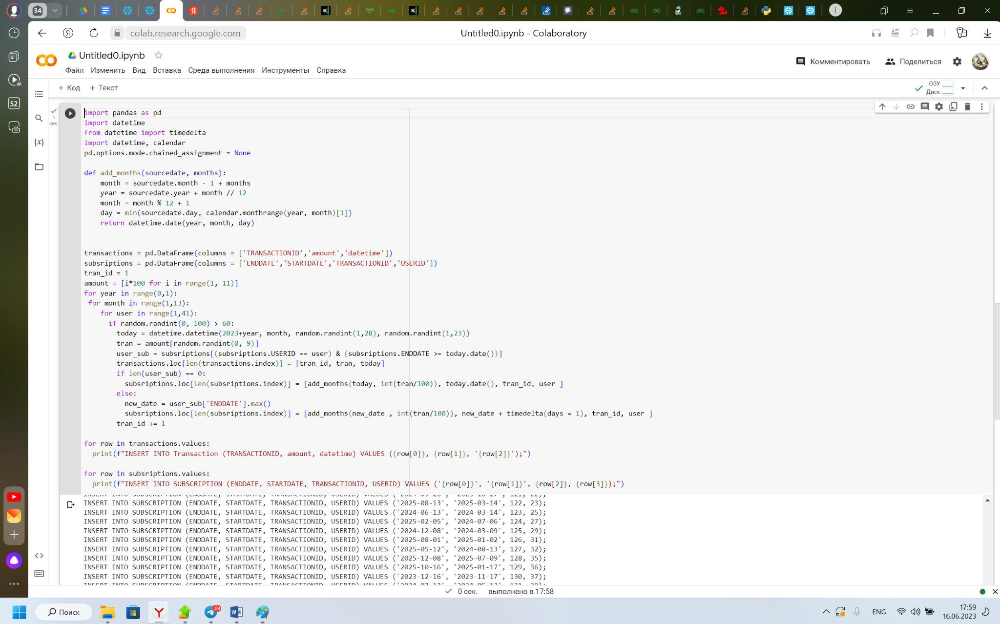 34
colab.research.google.com
Untitled0.ipynb - Colaboratory
Untitled0.ipynb
Комментировать
Поделиться
Файл Изменить Вид Вставка Среда выполнения Инструменты Справка
+ Код + Текст
ОЗУ
Диск
52
1
сек.
{x}
import pandas as pd
import datetime
from datetime import timedelta
import datetime, calendar
pd.options.mode.chained_assignment = None
def add_months(sourcedate, months):
    month = sourcedate.month - 1 + months
    year = sourcedate.year + month // 12
    month = month % 12 + 1
    day = min(sourcedate.day, calendar.monthrange(year, month)[1])
    return datetime.date(year, month, day)
transactions = pd.DataFrame(columns = ['TRANSACTIONID','amount','datetime'])
subsriptions = pd.DataFrame(columns = ['ENDDATE','STARTDATE','TRANSACTIONID','USERID'])
tran_id = 1
amount = [i*100 for i in range(1, 11)]
for year in range(0,1):
 for month in range(1,13):
    for user in range(1,41):
      if random.randint(0, 100) > 60:
        today = datetime.datetime(2023+year, month, random.randint(1,28), random.randint(1,23))
        tran = amount[random.randint(0, 9)]
        user_sub = subsriptions[(subsriptions.USERID == user) & (subsriptions.ENDDATE >= today.date())]
        transactions.loc[len(transactions.index)] = [tran_id, tran, today]
        if len(user_sub) == 0:
          subsriptions.loc[len(subsriptions.index)] = [add_months(today, int(tran/100)), today.date(), tran_id, user ]
        else:
          new_date = user_sub['ENDDATE'].max()
          subsriptions.loc[len(subsriptions.index)] = [add_months(new_date , int(tran/100)), new_date + timedelta(days = 1), tran_id, user ]
        tran_id += 1
for row in transactions.values:
  print(f"INSERT INTO Transaction (TRANSACTIONID, amount, datetime) VALUES ({row[0]}, {row[1]}, '{row[2]}');")
for row in subsriptions.values:
  print(f"INSERT INTO SUBSCRIPTION (ENDDATE, STARTDATE, TRANSACTIONID, USERID) VALUES ('{row[0]}', '{row[1]}', {row[2]}, {row[3]});")
INSERT INTO SUBSCRIPTION (ENDDATE, STARTDATE, TRANSACTIONID, USERID) VALUES ('2025-08-13', '2025-03-14', 122, 23);
INSERT INTO SUBSCRIPTION (ENDDATE, STARTDATE, TRANSACTIONID, USERID) VALUES ('2024-06-13', '2024-03-14', 123, 25);
INSERT INTO SUBSCRIPTION (ENDDATE, STARTDATE, TRANSACTIONID, USERID) VALUES ('2025-02-05', '2024-07-06', 124, 27);
INSERT INTO SUBSCRIPTION (ENDDATE, STARTDATE, TRANSACTIONID, USERID) VALUES ('2024-12-08', '2024-03-09', 125, 29);
INSERT INTO SUBSCRIPTION (ENDDATE, STARTDATE, TRANSACTIONID, USERID) VALUES ('2025-08-01', '2025-01-02', 126, 31);
INSERT INTO SUBSCRIPTION (ENDDATE, STARTDATE, TRANSACTIONID, USERID) VALUES ('2025-05-12', '2024-08-13', 127, 32);
INSERT INTO SUBSCRIPTION (ENDDATE, STARTDATE, TRANSACTIONID, USERID) VALUES ('2025-12-08', '2025-07-09', 128, 35);
INSERT INTO SUBSCRIPTION (ENDDATE, STARTDATE, TRANSACTIONID, USERID) VALUES ('2025-10-16', '2025-01-17', 129, 36);
INSERT INTO SUBSCRIPTION (ENDDATE, STARTDATE, TRANSACTIONID, USERID) VALUES ('2023-12-16', '2023-11-17', 130, 37);
0 сек. выполнено в 17:58
Поиск
84
ENG
17:59
16.06.2023